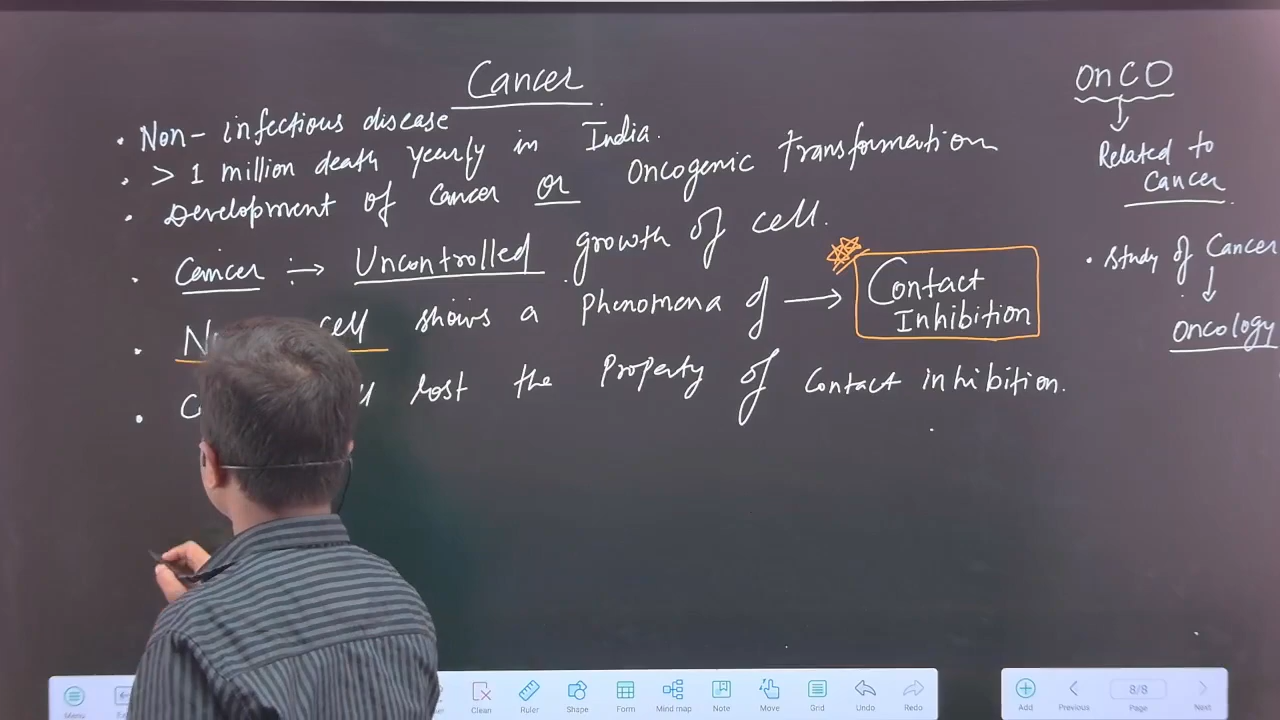 Cancer
• Non-infectious disease
• > 1 million death yearly in India.
• Development of Cancer or Oncogenic transformation
• Cancer :→ Uncontrolled growth of cell.
• cell shows a Phenomena of → Contact Inhibition
• lost the Property of Contact inhibition.
onCO
↓
Related to
Cancer
• Study of Cancer
↓
oncology
Menu
Clean
Ruler
Shape
Form
Mind map
Note
Move
Grid
Undo
Redo
Add
Previous
8/8
Page
Next